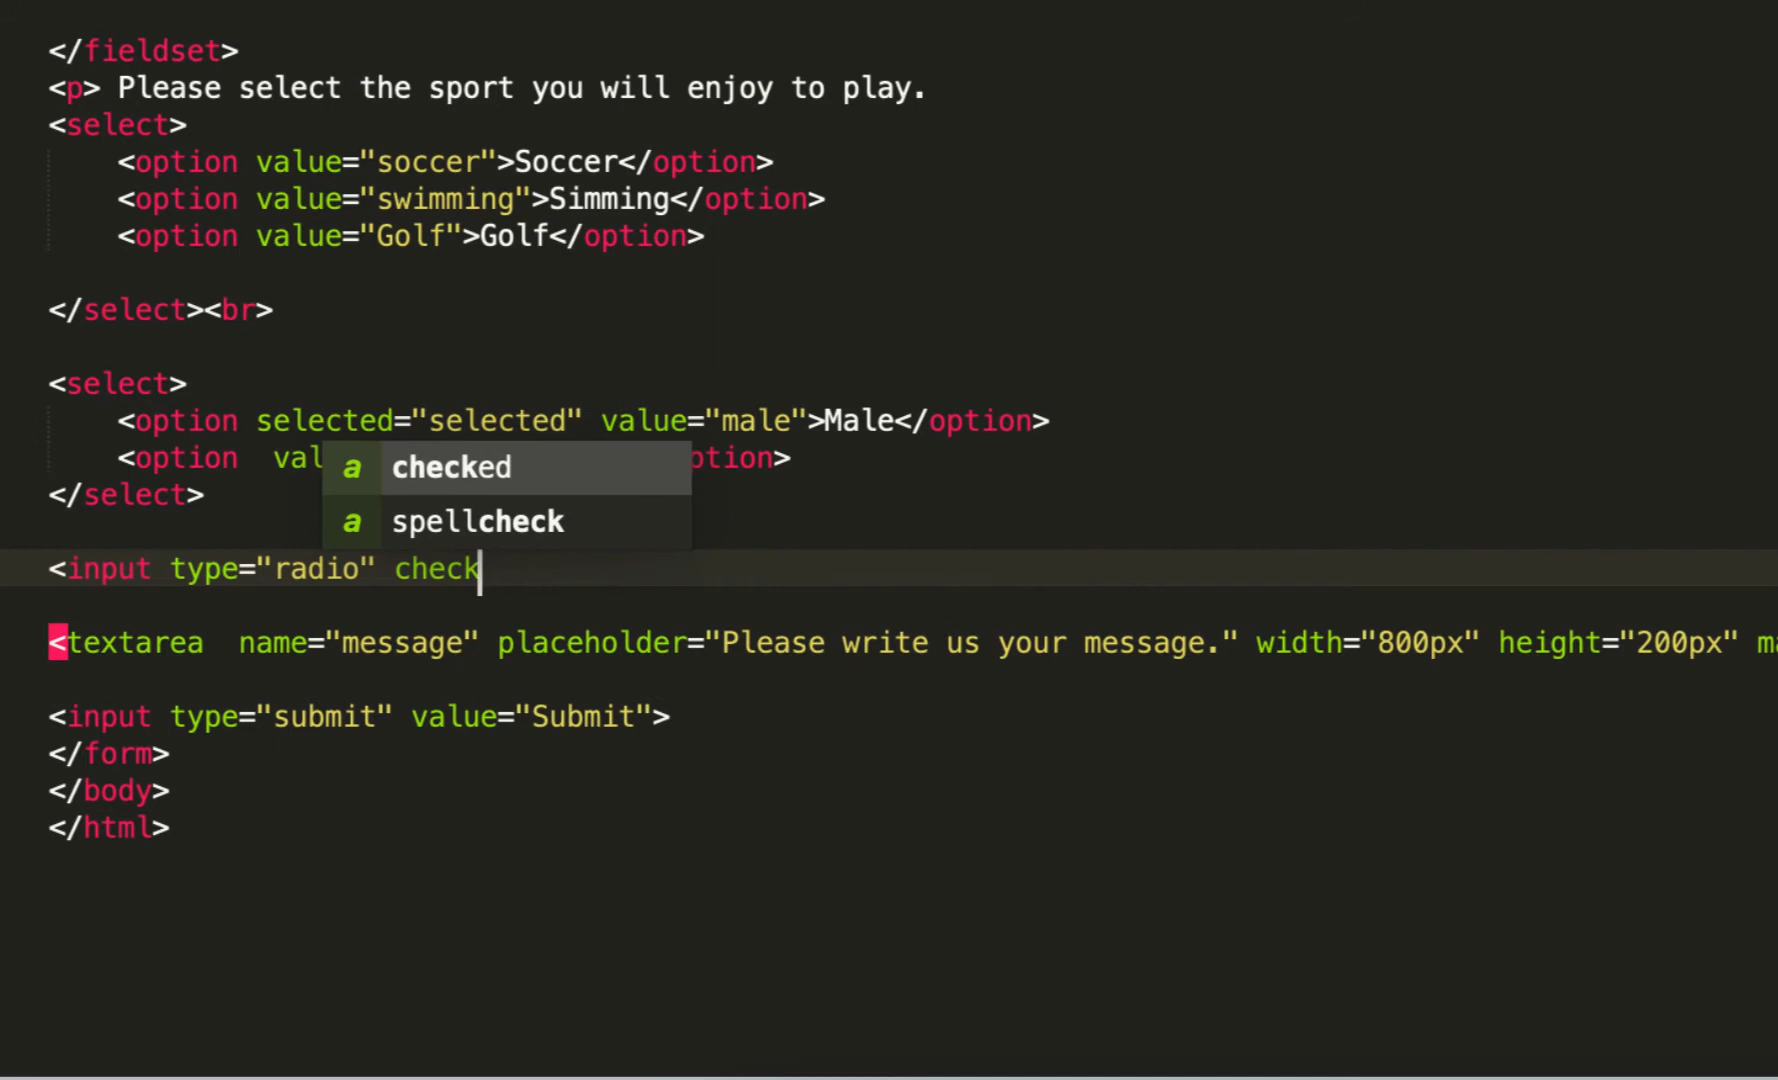 </fieldset>
<p> Please select the sport you will enjoy to play.
<select>
<option value="soccer">Soccer</option>
<option value="swimming">Simming</option>
<option value="Golf">Golf</option>
</select><br>
<select>
<option selected="selected" value="male">Male</option>
<option val ption>
a checked
a spellcheck
</select>
<input type="radio" check
<textarea name="message" placeholder="Please write us your message." width="800px" height="200px" ma
<input type="submit" value="Submit">
</form>
</body>
</html>